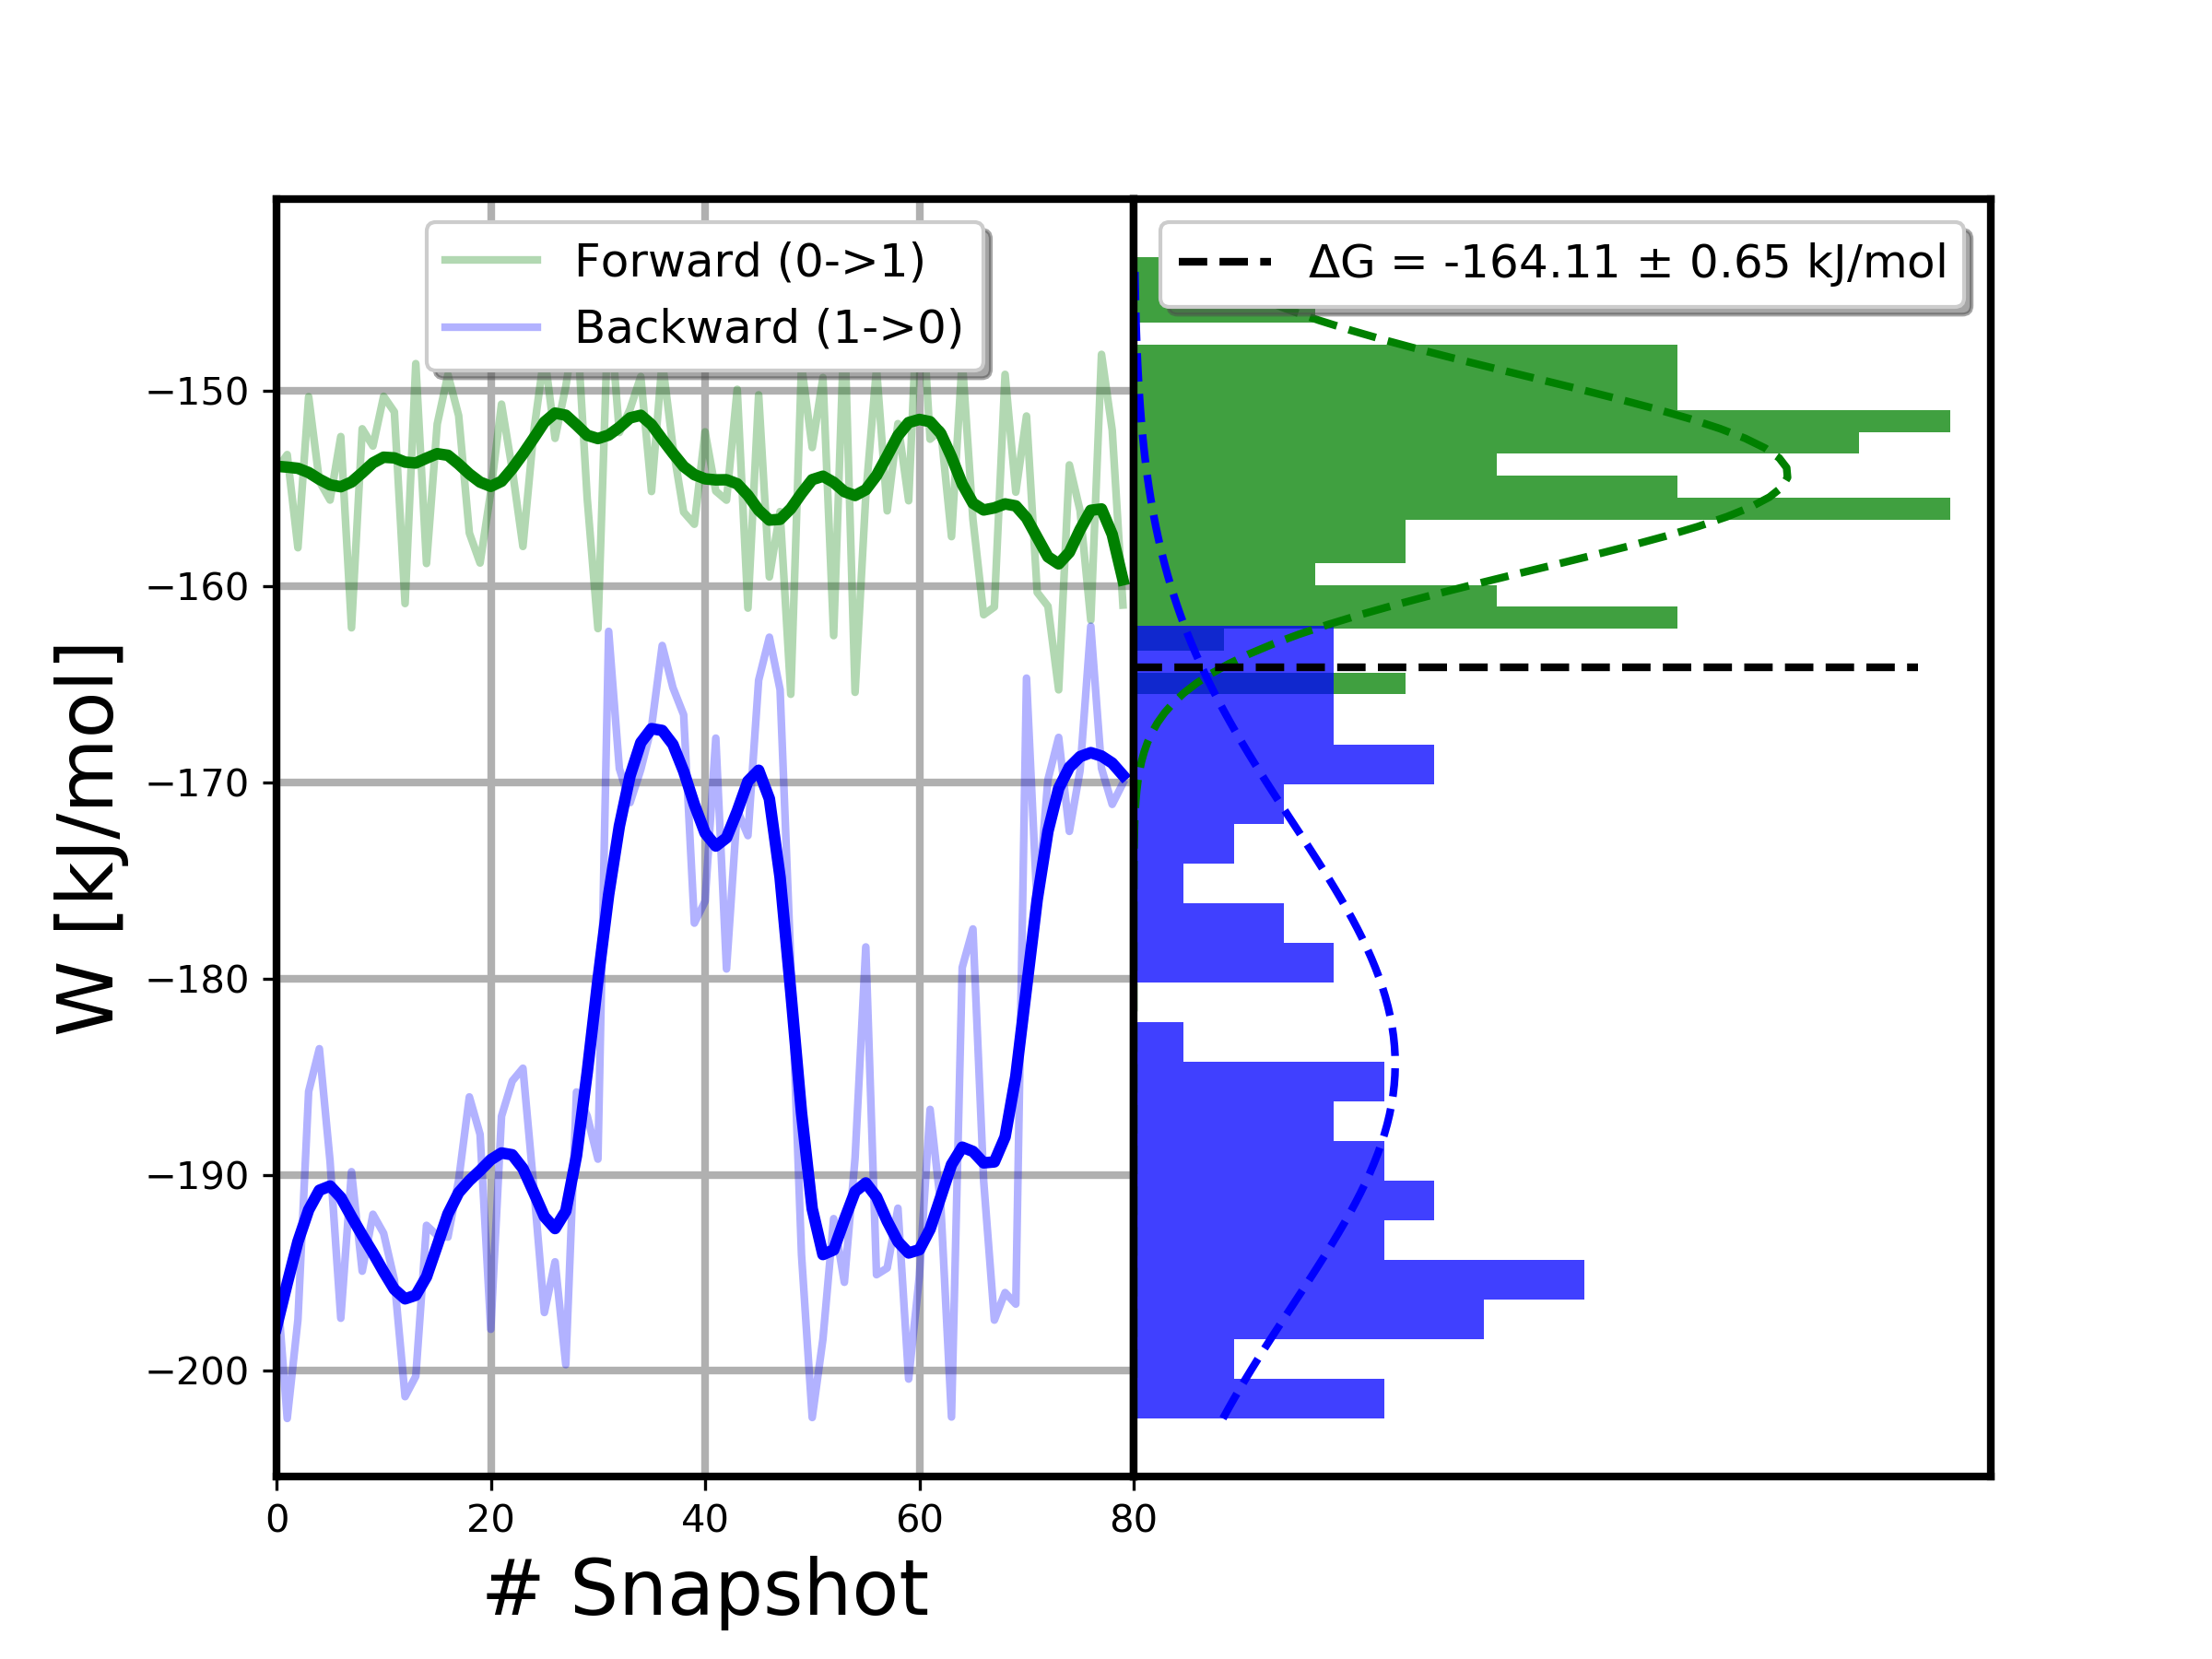 Forward (0->1)
Backward (1->0)
ΔG = -164.11 ± 0.65 kJ/mol
W [kJ/mol]
−150
−160
−170
−180
−190
−200
0 20 40 60 80
# Snapshot